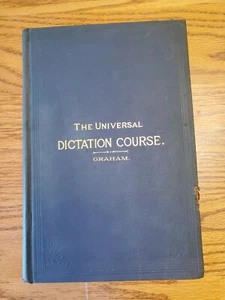 THE UNIVERSAL
DICTATION COURSE.
GRAHAM.